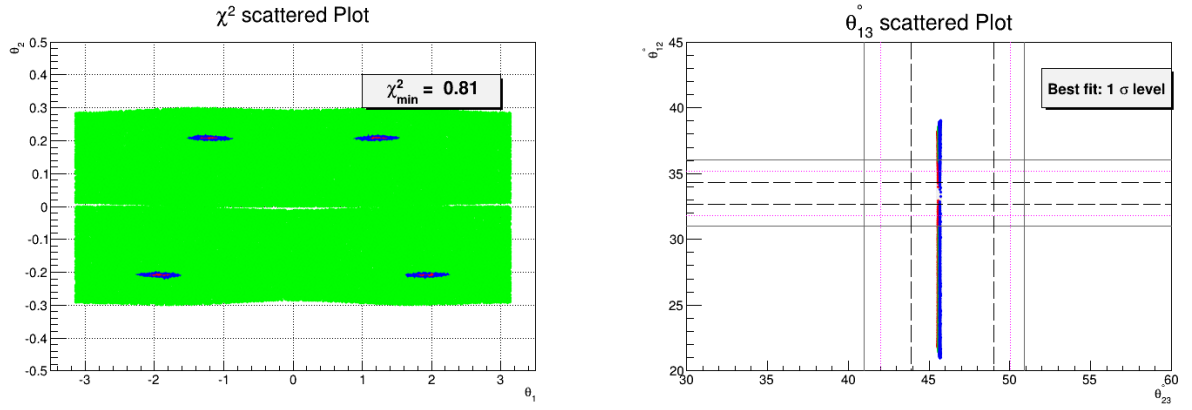 χ² scattered Plot
θ₂
0.5
0.4
0.3
0.2
0.1
0
-0.1
-0.2
-0.3
-0.4
-0.5
χ²min = 0.81
-3 -2 -1 0 1 2 3
θ₁
θ°₁₃ scattered Plot
θ°₁₂
45
40
35
30
25
20
Best fit: 1 σ level
30 35 40 45 50 55 60
θ°₂₃